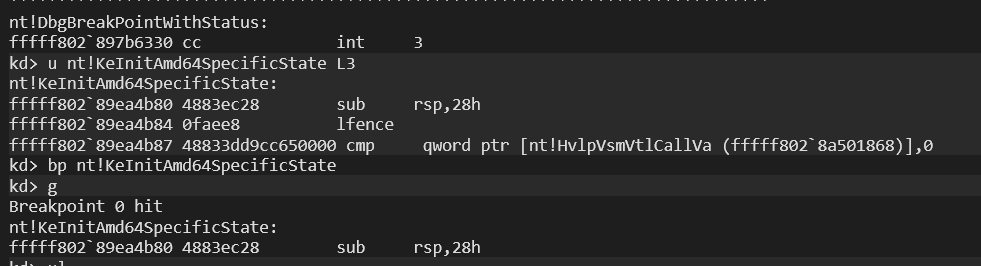 nt!DbgBreakPointWithStatus:
fffff802`897b6330 cc int 3
kd> u nt!KeInitAmd64SpecificState L3
nt!KeInitAmd64SpecificState:
fffff802`89ea4b80 4883ec28 sub rsp,28h
fffff802`89ea4b84 0faee8 lfence
fffff802`89ea4b87 48833dd9cc650000 cmp qword ptr [nt!HvlpVsmVtlCallVa (fffff802`8a501868)],0
kd> bp nt!KeInitAmd64SpecificState
kd> g
Breakpoint 0 hit
nt!KeInitAmd64SpecificState:
fffff802`89ea4b80 4883ec28 sub rsp,28h